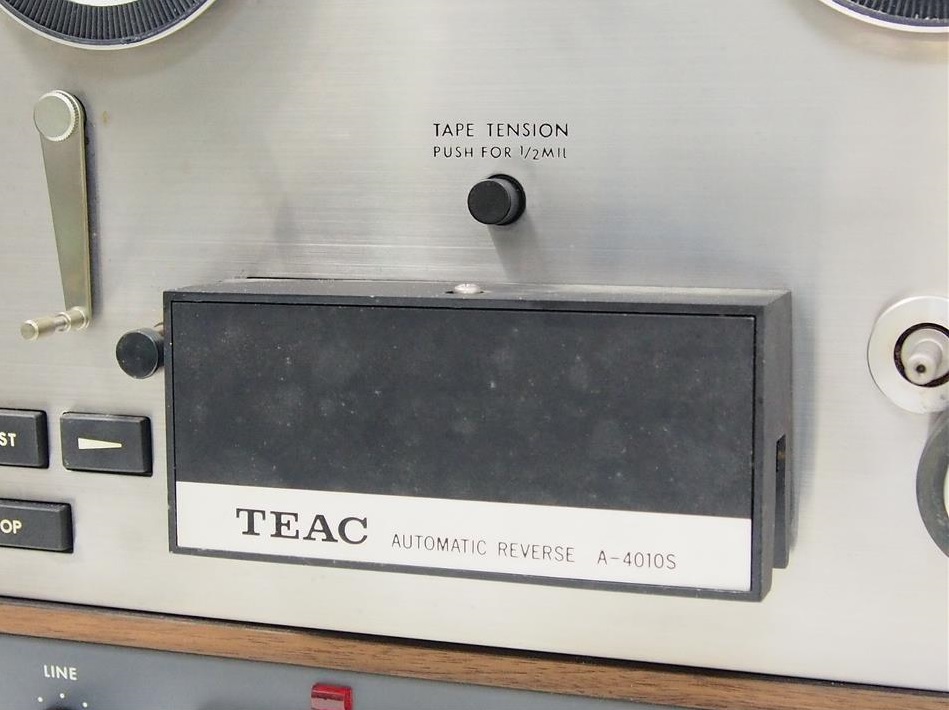 TAPE TENSION
PUSH FOR 1/2MIL
ST
OP
TEAC AUTOMATIC REVERSE A-4010S
LINE